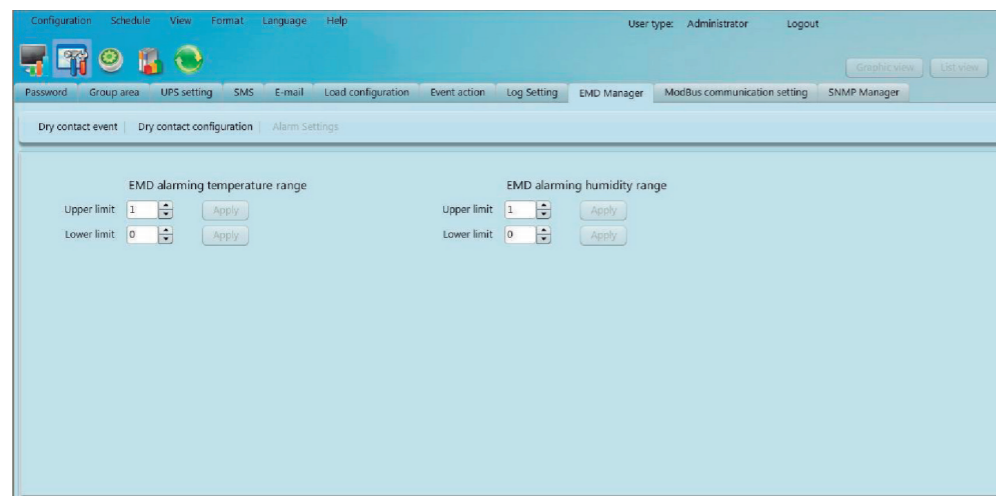 Configuration Schedule View Format Language Help User type: Administrator Logout
Graphic view List view
Password Group area UPS setting SMS E-mail Load configuration Event action Log Setting EMD Manager ModBus communication setting SNMP Manager
Dry contact event Dry contact configuration Alarm Settings
EMD alarming temperature range EMD alarming humidity range
Upper limit 1 Apply Upper limit 1 Apply
Lower limit 0 Apply Lower limit 0 Apply